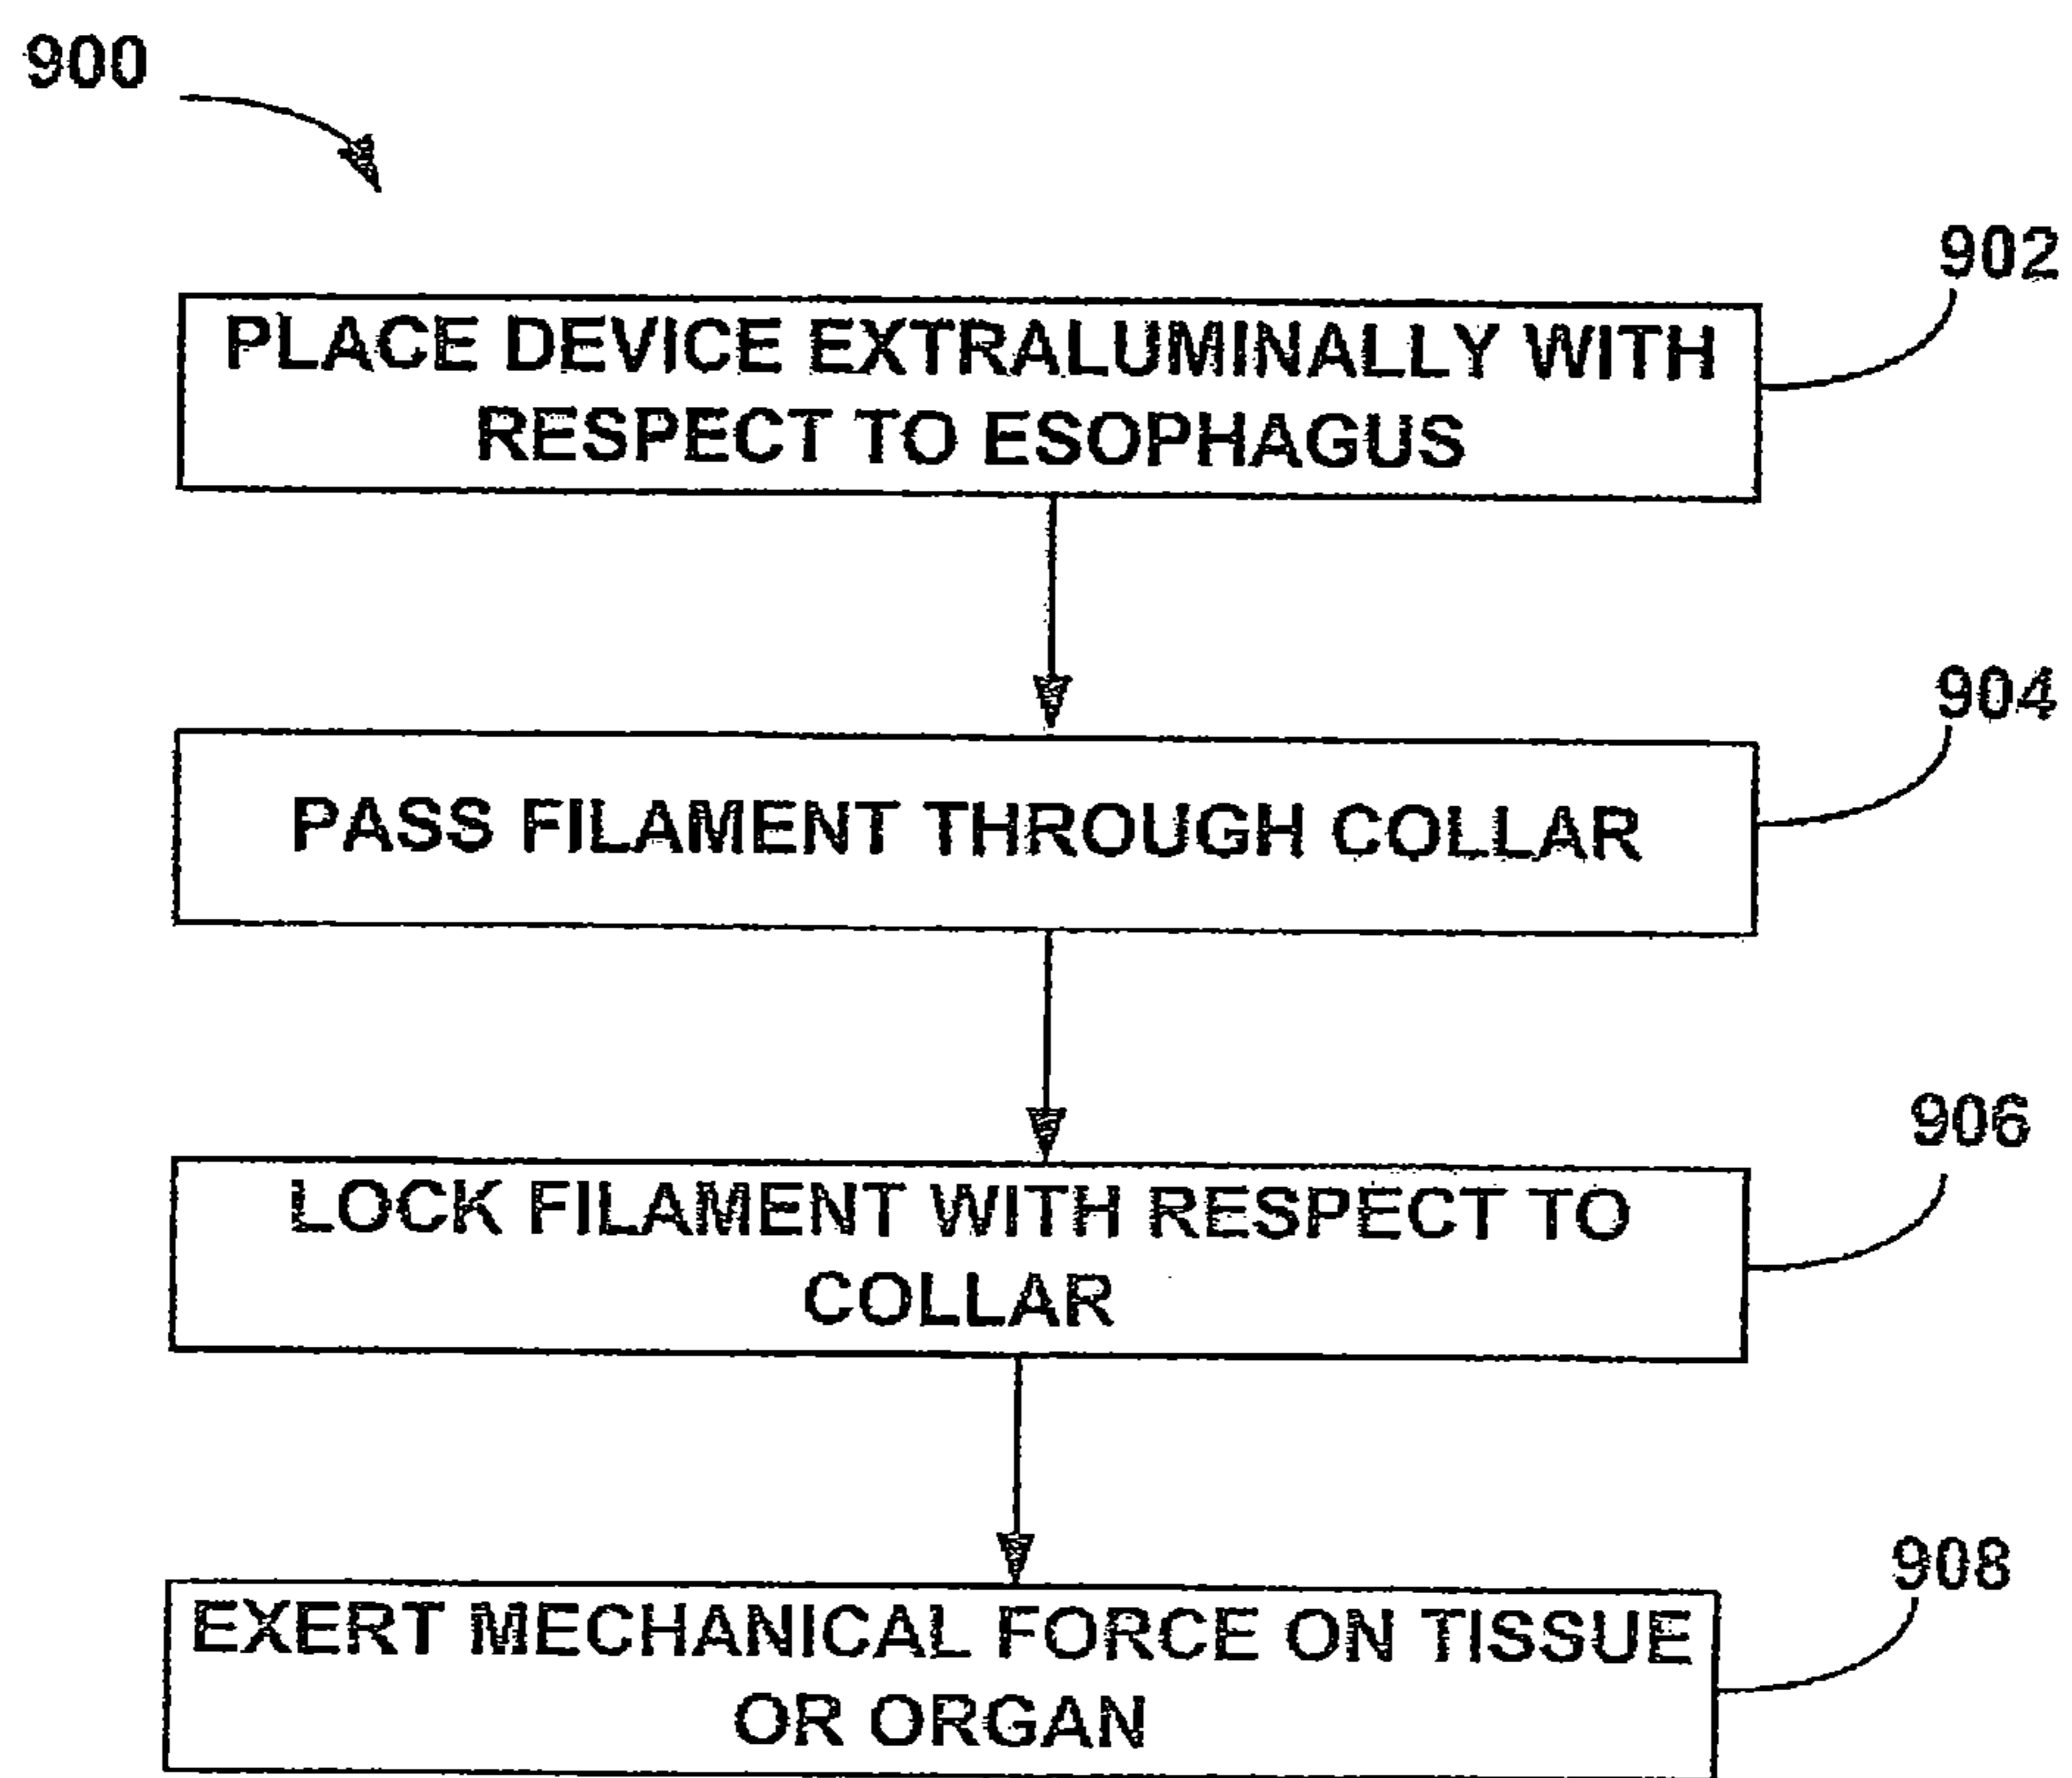 900
902
PLACE DEVICE EXTRALUMINALLY WITH
RESPECT TO ESOPHAGUS
904
PASS FILAMENT THROUGH COLLAR
906
LOCK FILAMENT WITH RESPECT TO
COLLAR
908
EXERT MECHANICAL FORCE ON TISSUE
OR ORGAN